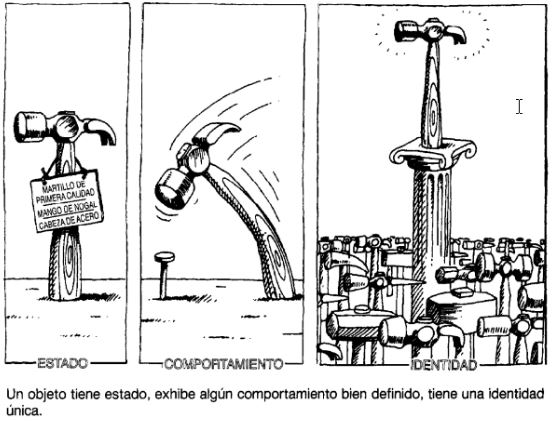 MARTILLO DE
PRIMERA CALIDAD
MANGO DE NOGAL
CABEZA DE ACERO
ESTADO
COMPORTAMIENTO
IDENTIDAD
Un objeto tiene estado, exhibe algún comportamiento bien definido, tiene una identidad
única.